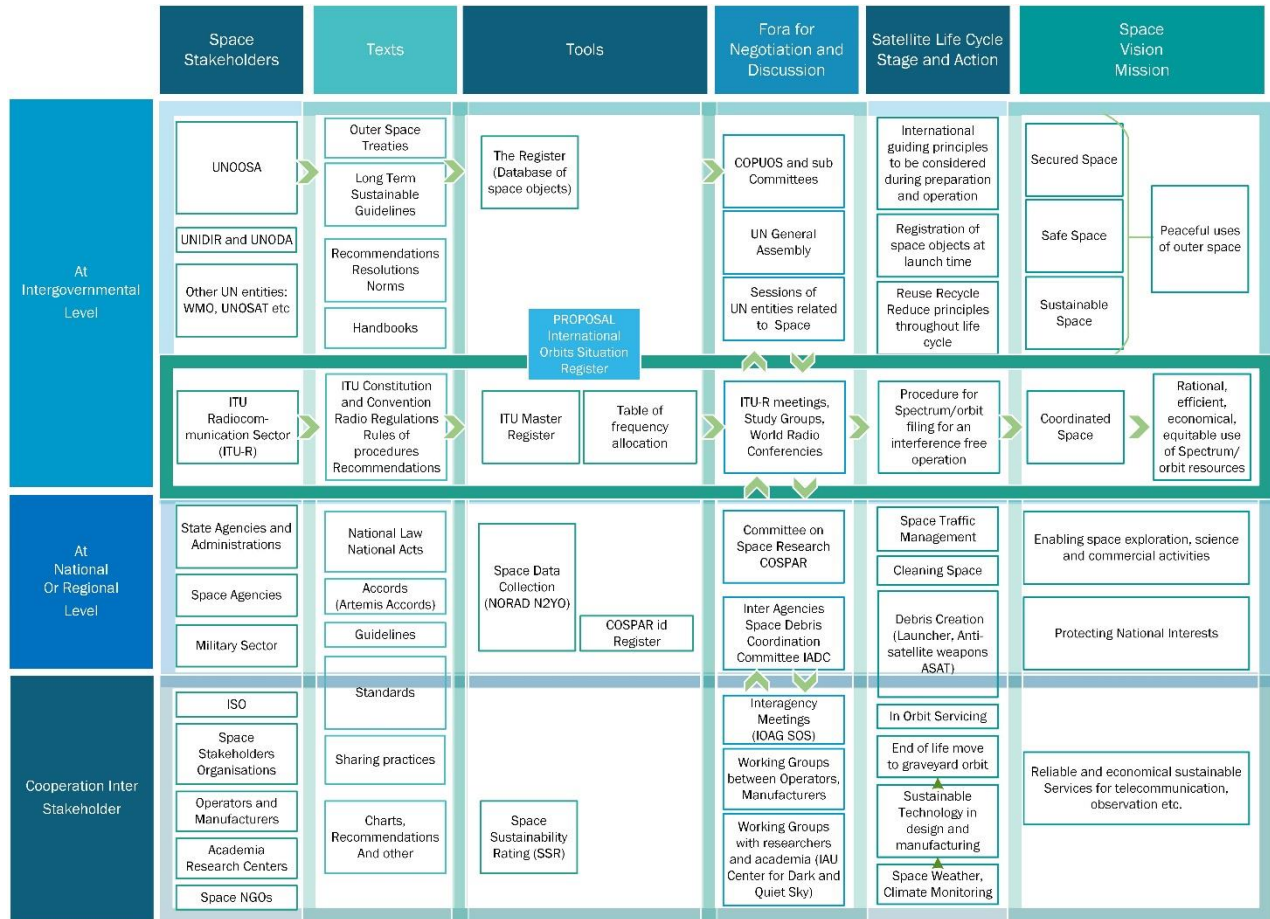 Space
Stakeholders
Texts
Tools
Fora for
Negotiation and
Discussion
Satellite Life Cycle
Stage and Action
Space
Vision
Mission
At
Intergovernmental
Level
UNOOSA
UNIDIR and UNODA
Other UN entities:
WMO, UNOSAT etc
Outer Space
Treaties
Long Term
Sustainable
Guidelines
Recommendations
Resolutions
Norms
Handbooks
The Register
(Database of
space objects)
PROPOSAL
International
Orbits Situation
Register
COPUOS and sub
Committees
UN General
Assembly
Sessions of
UN entities related
to Space
International
guiding principles
to be considered
during preparation
and operation
Registration of
space objects at
launch time
Reuse Recycle
Reduce principles
throughout life
cycle
Secured Space
Safe Space
Sustainable
Space
Peaceful uses
of outer space
ITU
Radiocom-
munication Sector
(ITU-R)
ITU Constitution
and Convention
Radio Regulations
Rules of
procedures
Recommendations
ITU Master
Register
Table of
frequency
allocation
ITU-R meetings,
Study Groups,
World Radio
Conferencies
Procedure for
Spectrum/orbit
filing for an
interference free
operation
Coordinated
Space
Rational,
efficient,
economical,
equitable use
of Spectrum/
orbit resources
At
National
Or Regional
Level
State Agencies and
Administrations
Space Agencies
Military Sector
National Law
National Acts
Accords
(Artemis Accords)
Guidelines
Standards
Space Data
Collection
(NORAD N2YO)
COSPAR id
Register
Committee on
Space Research
COSPAR
Inter Agencies
Space Debris
Coordination
Committee IADC
Space Traffic
Management
Cleaning Space
Debris Creation
(Launcher, Anti-
satellite weapons
ASAT)
Enabling space exploration, science
and commercial activities
Protecting National Interests
Cooperation Inter
Stakeholder
ISO
Space
Stakeholders
Organisations
Operators and
Manufacturers
Academia
Research Centers
Space NGOs
Sharing practices
Charts,
Recommendations
And other
Space
Sustainability
Rating (SSR)
Interagency
Meetings
(IOAG SOS)
Working Groups
between Operators,
Manufacturers
Working Groups
with researchers
and academia (IAU
Center for Dark and
Quiet Sky)
In Orbit Servicing
End of life move
to graveyard orbit
Sustainable
Technology in
design and
manufacturing
Space Weather,
Climate Monitoring
Reliable and economical sustainable
Services for telecommunication,
observation etc.